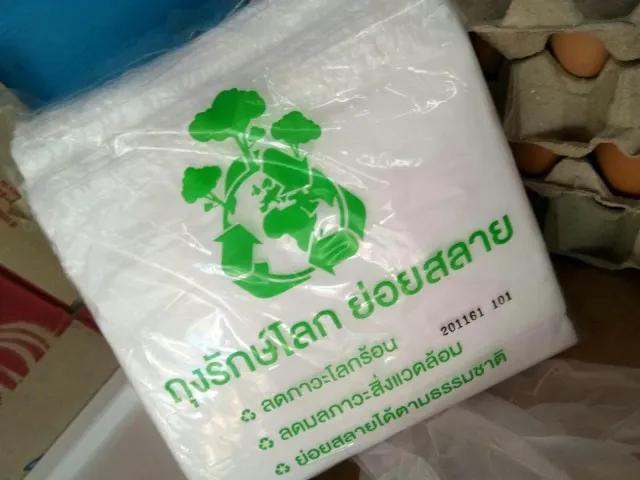 ถุงรักษ์โลก ย่อยสลาย
201161 101
ลดภาวะโลกร้อน
ลดมลภาวะสิ่งแวดล้อม
ย่อยสลายได้ตามธรรมชาติ